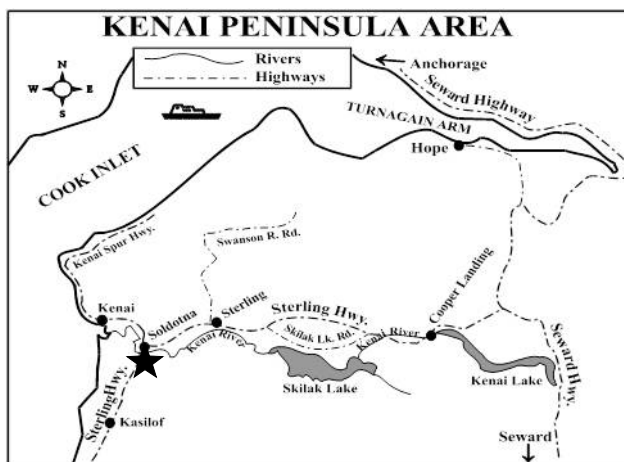 KENAI PENINSULA AREA
Rivers
Highways
N
W
E
S
Anchorage
Seward Highway
TURNAGAIN ARM
Hope
COOK INLET
Kenai Spur Hwy.
Swanson R. Rd.
Kenai
Soldotna
Sterling
Sterling Hwy.
Skilak Lk. Rd.
Kenai River
Kenai River
Cooper Landing
Skilak Lake
Kenai Lake
Seward Hwy.
SterlingHwy.
Kasilof
Seward